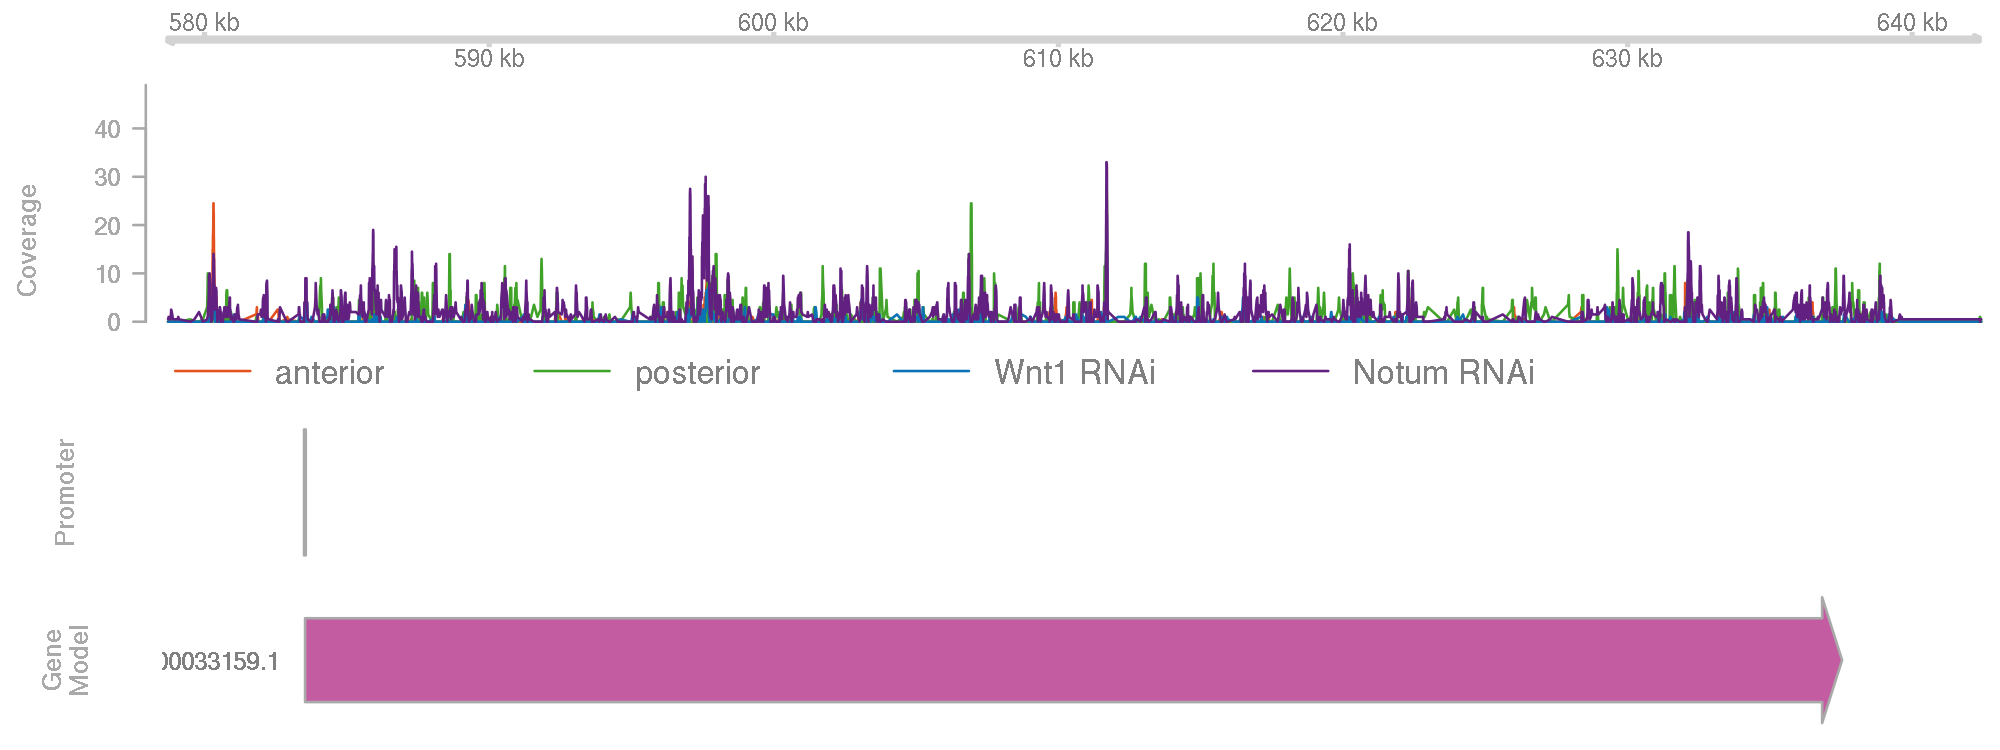 580 kb 600 kb 620 kb 640 kb
590 kb 610 kb 630 kb
Coverage
40
30
20
10
0
anterior posterior Wnt1 RNAi Notum RNAi
Promoter
Gene
Model
00033159.1